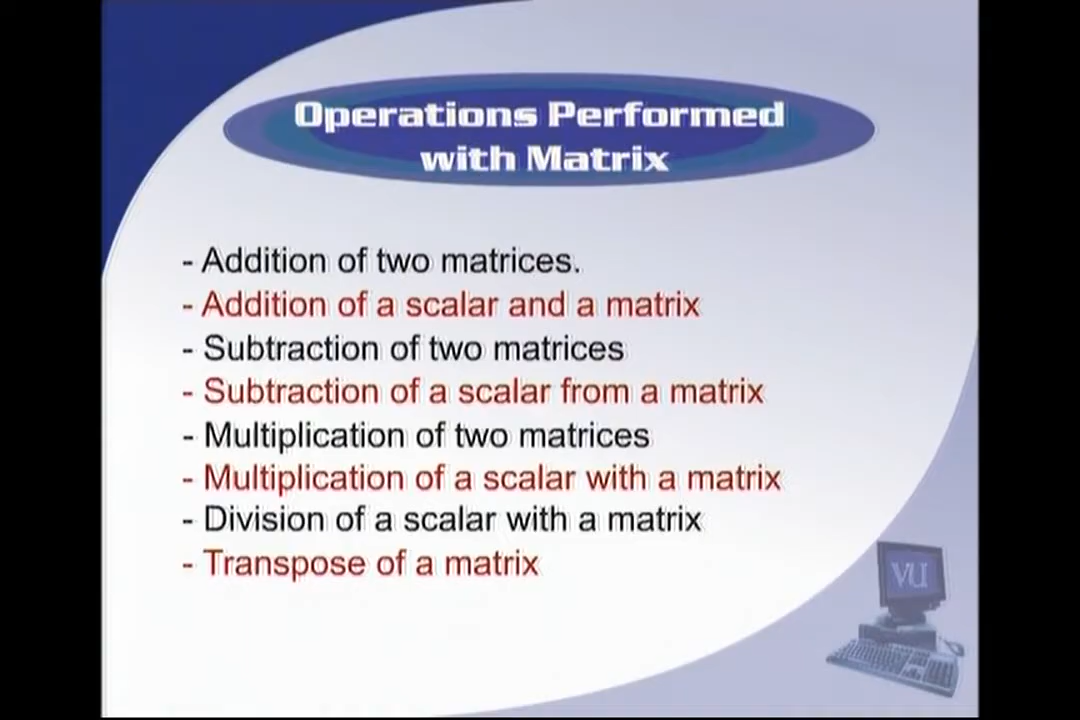 Operations Performed
with Matrix
- Addition of two matrices.
- Addition of a scalar and a matrix
- Subtraction of two matrices
- Subtraction of a scalar from a matrix
- Multiplication of two matrices
- Multiplication of a scalar with a matrix
- Division of a scalar with a matrix
- Transpose of a matrix
VU